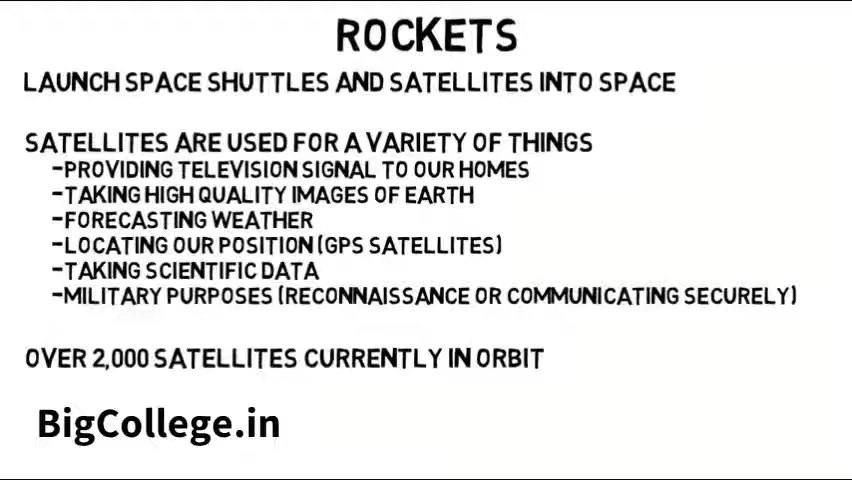 ROCKETS
LAUNCH SPACE SHUTTLES AND SATELLITES INTO SPACE
SATELLITES ARE USED FOR A VARIETY OF THINGS
-PROVIDING TELEVISION SIGNAL TO OUR HOMES
-TAKING HIGH QUALITY IMAGES OF EARTH
-FORECASTING WEATHER
-LOCATING OUR POSITION (GPS SATELLITES)
-TAKING SCIENTIFIC DATA
-MILITARY PURPOSES (RECONNAISSANCE OR COMMUNICATING SECURELY)
OVER 2,000 SATELLITES CURRENTLY IN ORBIT
BigCollege.in